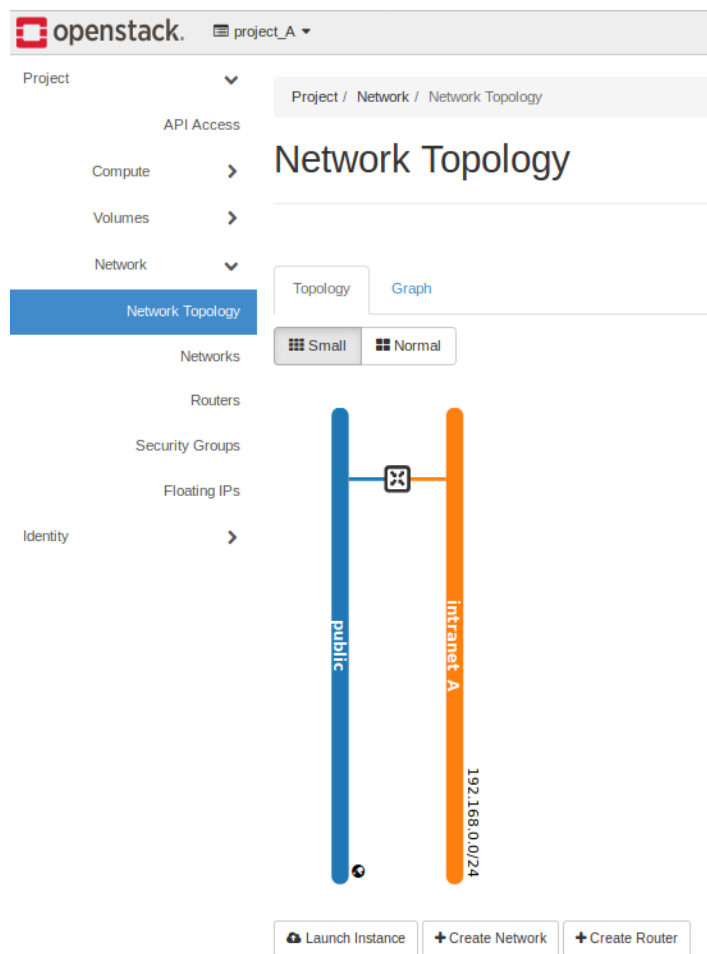 openstack. project_A
Project
API Access
Compute
Volumes
Network
Network Topology
Networks
Routers
Security Groups
Floating IPs
Identity
Project / Network / Network Topology
Network Topology
Topology Graph
Small Normal
public
intranet_A
192.168.0.0/24
Launch Instance +Create Network +Create Router